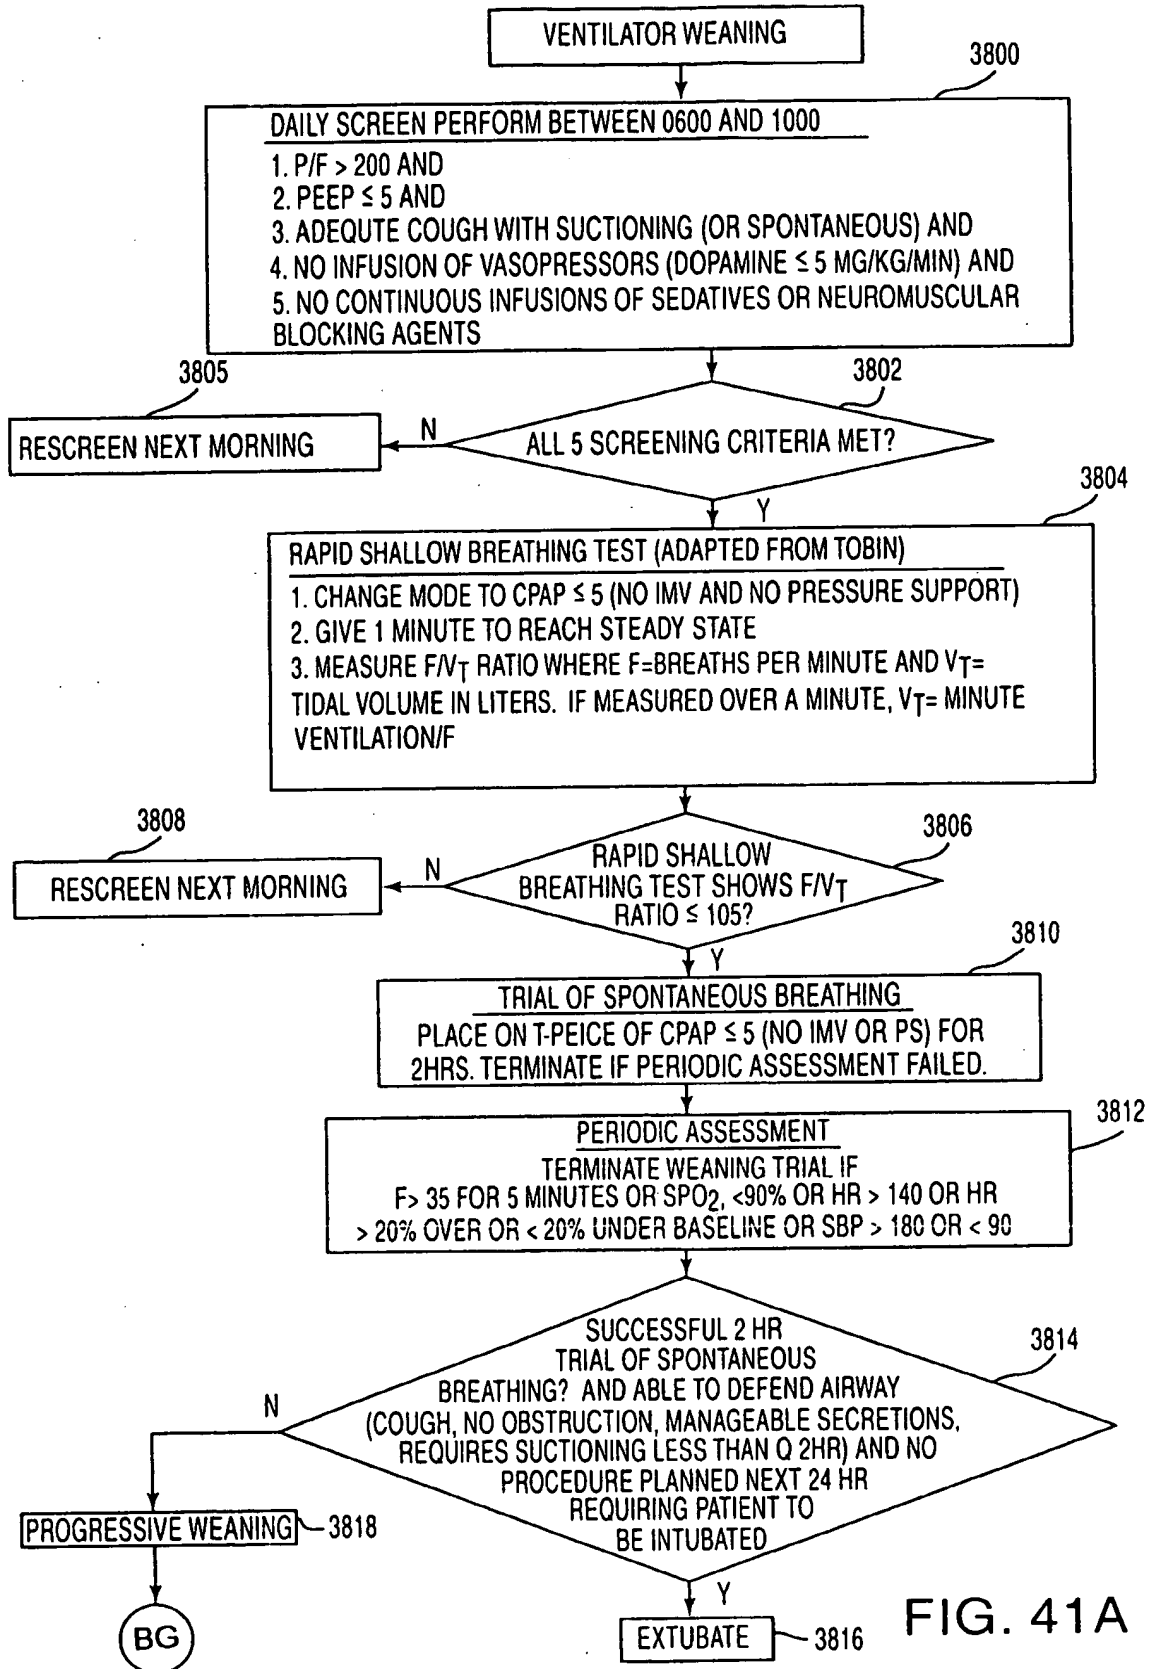 VENTILATOR WEANING
3800
DAILY SCREEN PERFORM BETWEEN 0600 AND 1000
1. P/F > 200 AND
2. PEEP ≤ 5 AND
3. ADEQUTE COUGH WITH SUCTIONING (OR SPONTANEOUS) AND
4. NO INFUSION OF VASOPRESSORS (DOPAMINE ≤ 5 MG/KG/MIN) AND
5. NO CONTINUOUS INFUSIONS OF SEDATIVES OR NEUROMUSCULAR
BLOCKING AGENTS
3805
3802
RESCREEN NEXT MORNING
N
ALL 5 SCREENING CRITERIA MET?
Y
3804
RAPID SHALLOW BREATHING TEST (ADAPTED FROM TOBIN)
1. CHANGE MODE TO CPAP ≤ 5 (NO IMV AND NO PRESSURE SUPPORT)
2. GIVE 1 MINUTE TO REACH STEADY STATE
3. MEASURE F/VT RATIO WHERE F=BREATHS PER MINUTE AND VT=
TIDAL VOLUME IN LITERS. IF MEASURED OVER A MINUTE, VT= MINUTE
VENTILATION/F
3808
3806
RESCREEN NEXT MORNING
N
RAPID SHALLOW
BREATHING TEST SHOWS F/VT
RATIO ≤ 105?
Y
3810
TRIAL OF SPONTANEOUS BREATHING
PLACE ON T-PEICE OF CPAP ≤ 5 (NO IMV OR PS) FOR
2HRS. TERMINATE IF PERIODIC ASSESSMENT FAILED.
3812
PERIODIC ASSESSMENT
TERMINATE WEANING TRIAL IF
F> 35 FOR 5 MINUTES OR SPO2, <90% OR HR > 140 OR HR
> 20% OVER OR < 20% UNDER BASELINE OR SBP > 180 OR < 90
3814
SUCCESSFUL 2 HR
TRIAL OF SPONTANEOUS
BREATHING? AND ABLE TO DEFEND AIRWAY
(COUGH, NO OBSTRUCTION, MANAGEABLE SECRETIONS,
REQUIRES SUCTIONING LESS THAN Q 2HR) AND NO
PROCEDURE PLANNED NEXT 24 HR
REQUIRING PATIENT TO
BE INTUBATED
N
PROGRESSIVE WEANING
3818
BG
Y
EXTUBATE
3816
FIG. 41A